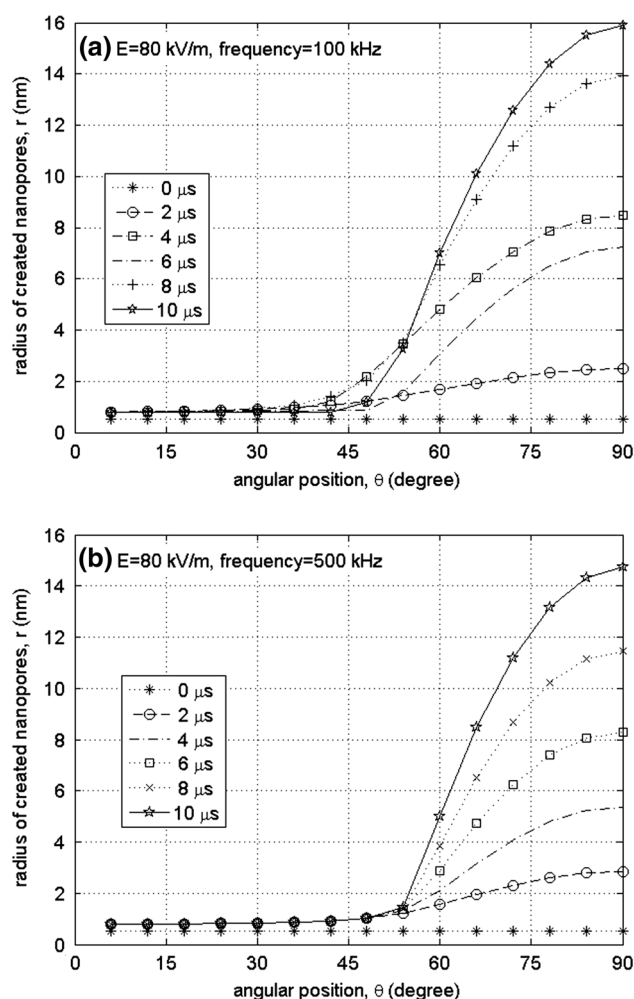 (a) E=80 kV/m, frequency=100 kHz
radius of created nanopores, r (nm)
16
14
12
10
8
6
4
2
0
0 μs
2 μs
4 μs
6 μs
8 μs
10 μs
0 15 30 45 60 75 90
angular position, θ (degree)
(b) E=80 kV/m, frequency=500 kHz
radius of created nanopores, r (nm)
16
14
12
10
8
6
4
2
0
0 μs
2 μs
4 μs
6 μs
8 μs
10 μs
0 15 30 45 60 75 90
angular position, θ (degree)